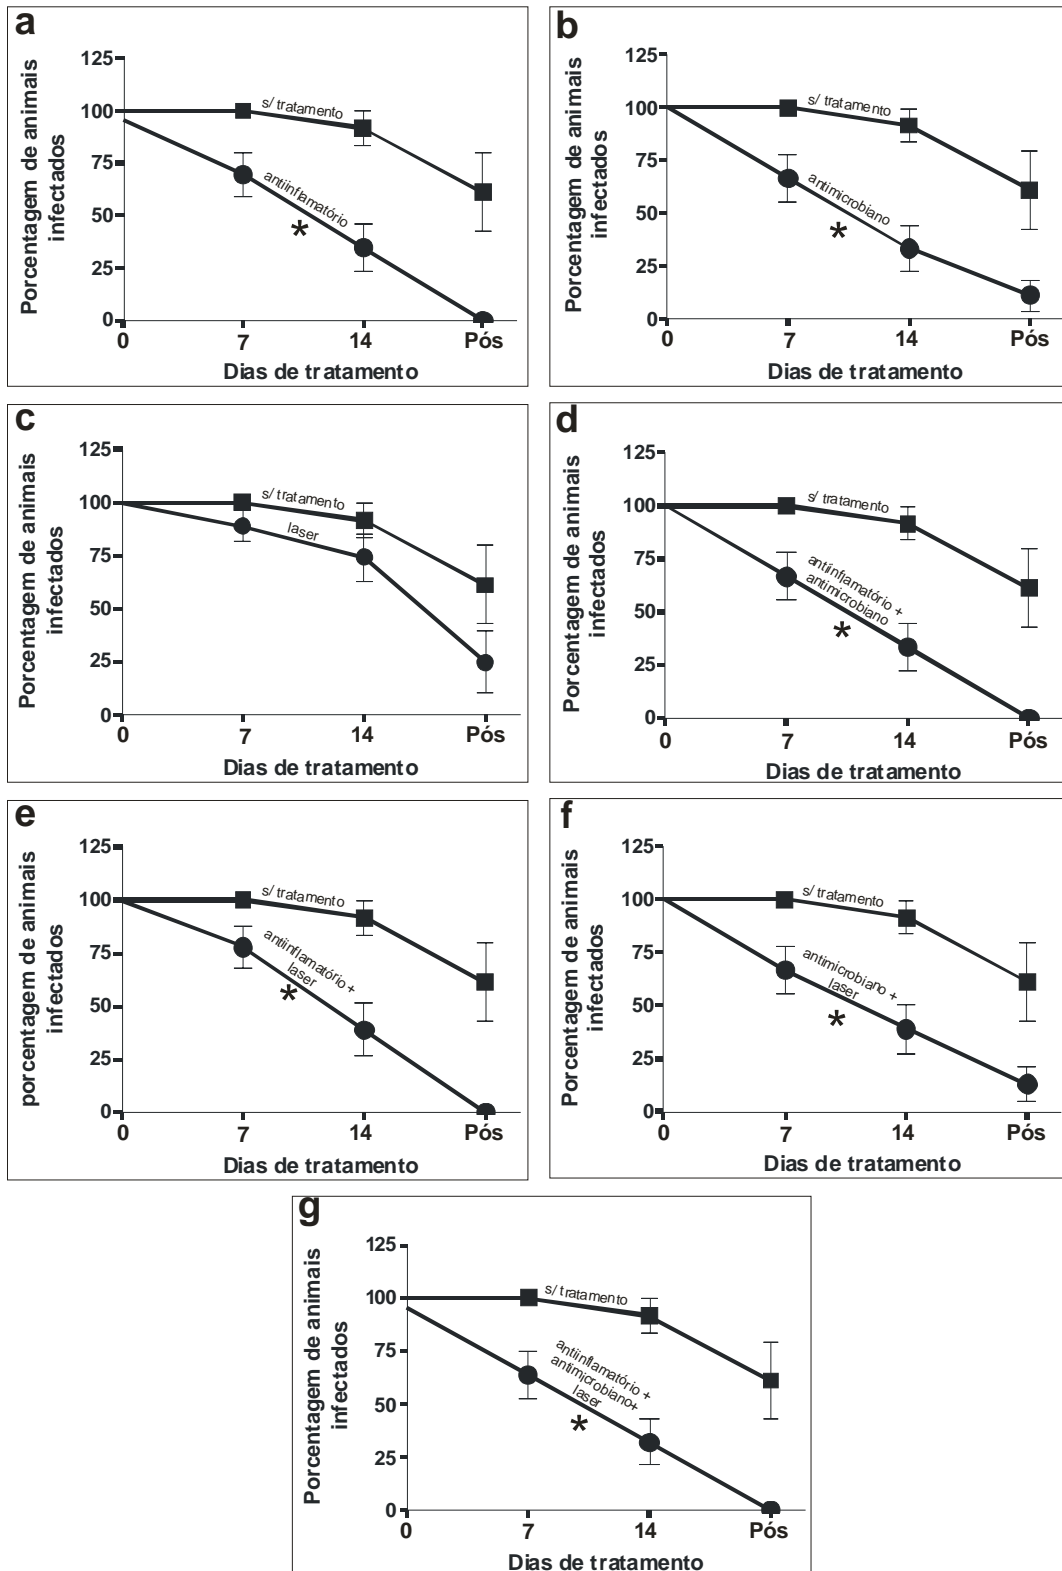 a
125
100
75
50
25
0
Porcentagem de animais
infectados
s/ tratamento
antiinflamatório
*
0 7 14 Pós
Dias de tratamento
b
125
100
75
50
25
0
Porcentagem de animais
infectados
s/ tratamento
antimicrobiano
*
0 7 14 Pós
Dias de tratamento
c
125
100
75
50
25
0
Porcentagem de animais
infectados
s/ tratamento
laser
0 7 14 Pós
Dias de tratamento
d
125
100
75
50
25
0
Porcentagem de animais
infectados
s/ tratamento
antiinflamatório +
antimicrobiano
*
0 7 14 Pós
Dias de tratamento
e
125
100
75
50
25
0
porcentagem de animais
infectados
s/ tratamento
antiinflamatório +
laser
*
0 7 14 Pós
Dias de tratamento
f
125
100
75
50
25
0
Porcentagem de animais
infectados
s/ tratamento
antimicrobiano +
laser
*
0 7 14 Pós
Dias de tratamento
g
125
100
75
50
25
0
Porcentagem de animais
infectados
s/ tratamento
antiinflamatório +
antimicrobiano+
laser
*
0 7 14 Pós
Dias de tratamento